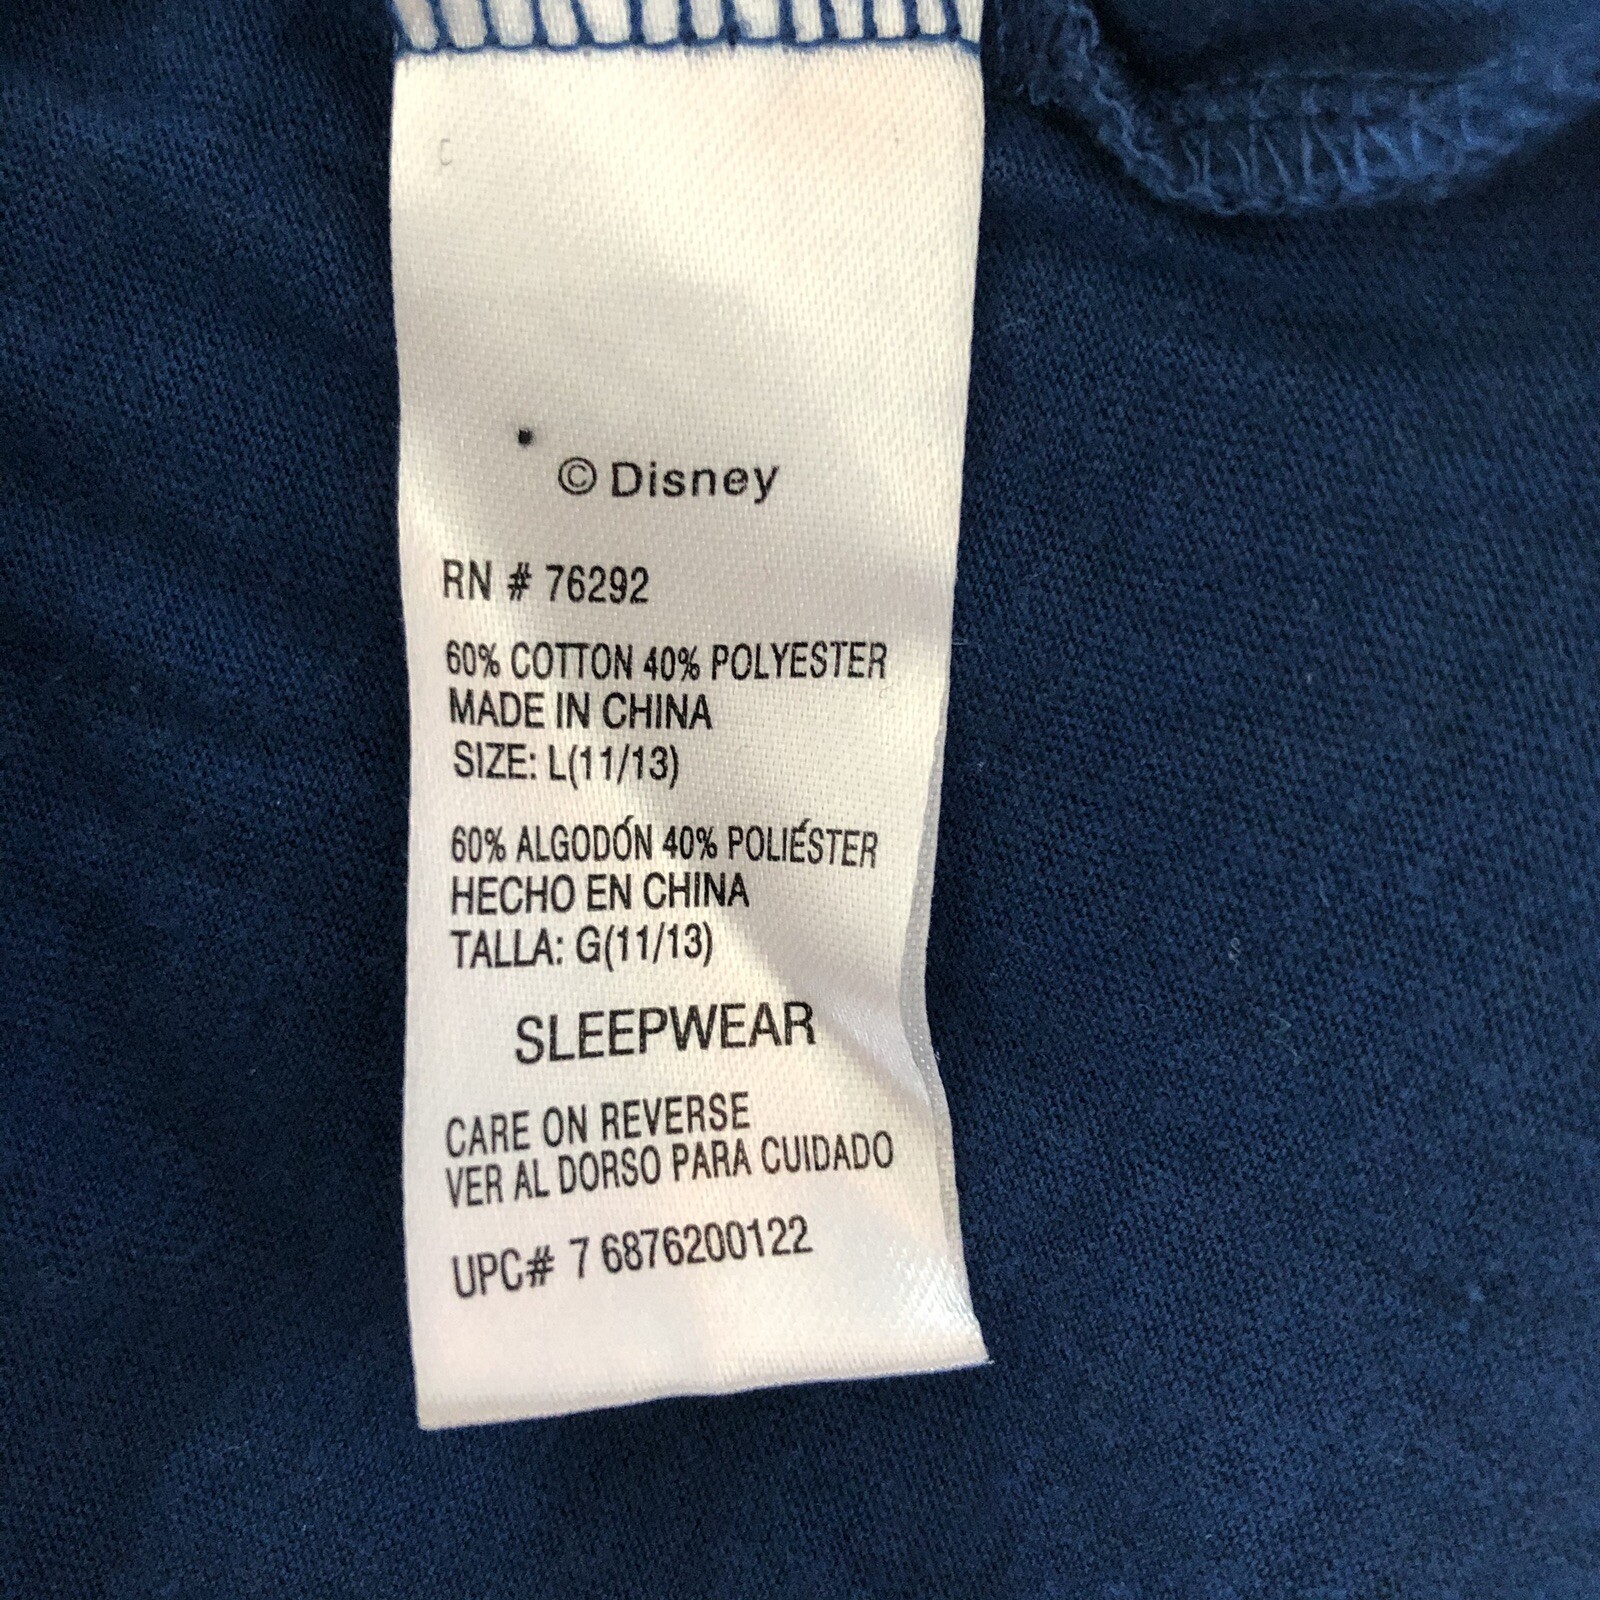 © Disney
RN # 76292
60% COTTON 40% POLYESTER
MADE IN CHINA
SIZE: L(11/13)
60% ALGODÓN 40% POLIÉSTER
HECHO EN CHINA
TALLA: G(11/13)
SLEEPWEAR
CARE ON REVERSE
VER AL DORSO PARA CUIDADO
UPC# 7 6876200122